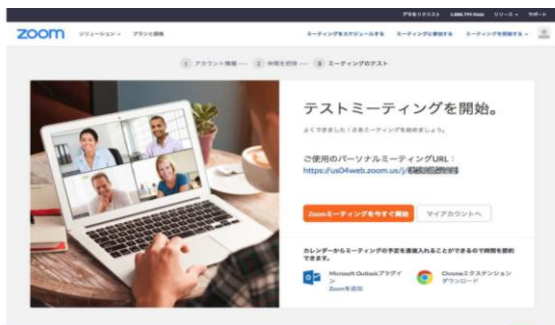 デモをリクエスト 1.888.799.9666 リソース サポート
zoom ソリューション プランと価格 ミーティングをスケジュールする ミーティングに参加する ミーティングを開催する
1 アカウント情報 — 2 仲間を招待 — 3 ミーティングのテスト
テストミーティングを開始。
よくできました！さあミーティングを始めましょう。
ご使用のパーソナルミーティングURL：
https://us04web.zoom.us/j/
Zoomミーティングを今すぐ開始 マイアカウントへ
カレンダーからミーティングの予定を直接入れることができるので時間を節約
できます。
Microsoft Outlookプラグイ
ン
Zoomを追加
Chromeエクステンション
ダウンロード